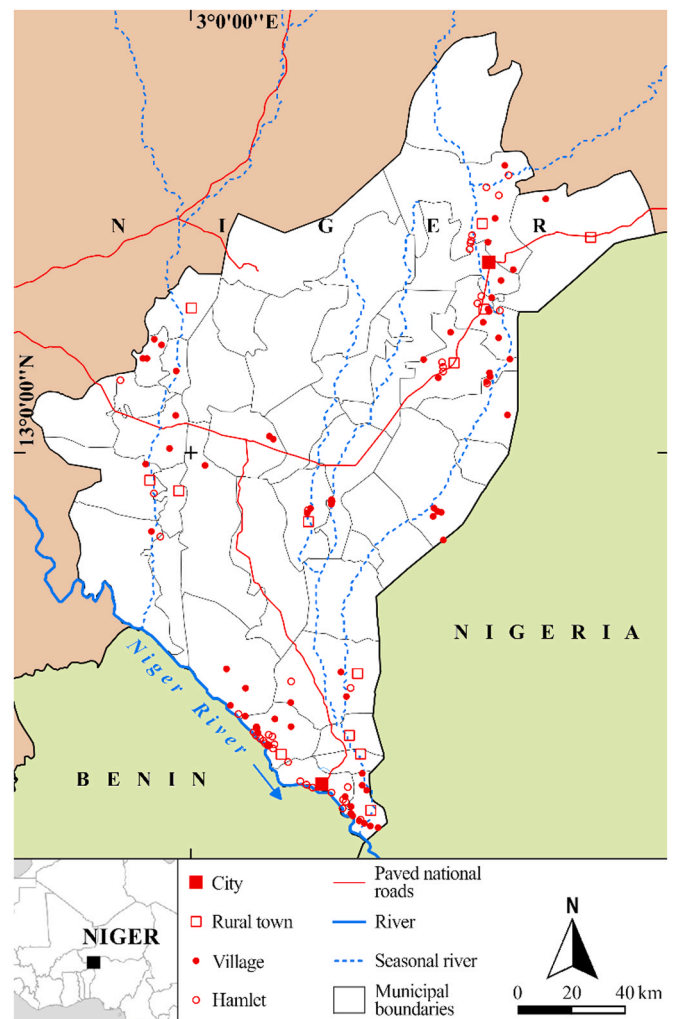 3°0'00"E
N I G E R
13°0'00"N
NIGERIA
Niger River
BENIN
NIGER
City
Rural town
Village
Hamlet
Paved national
roads
River
Seasonal river
Municipal
boundaries
N
0 20 40 km